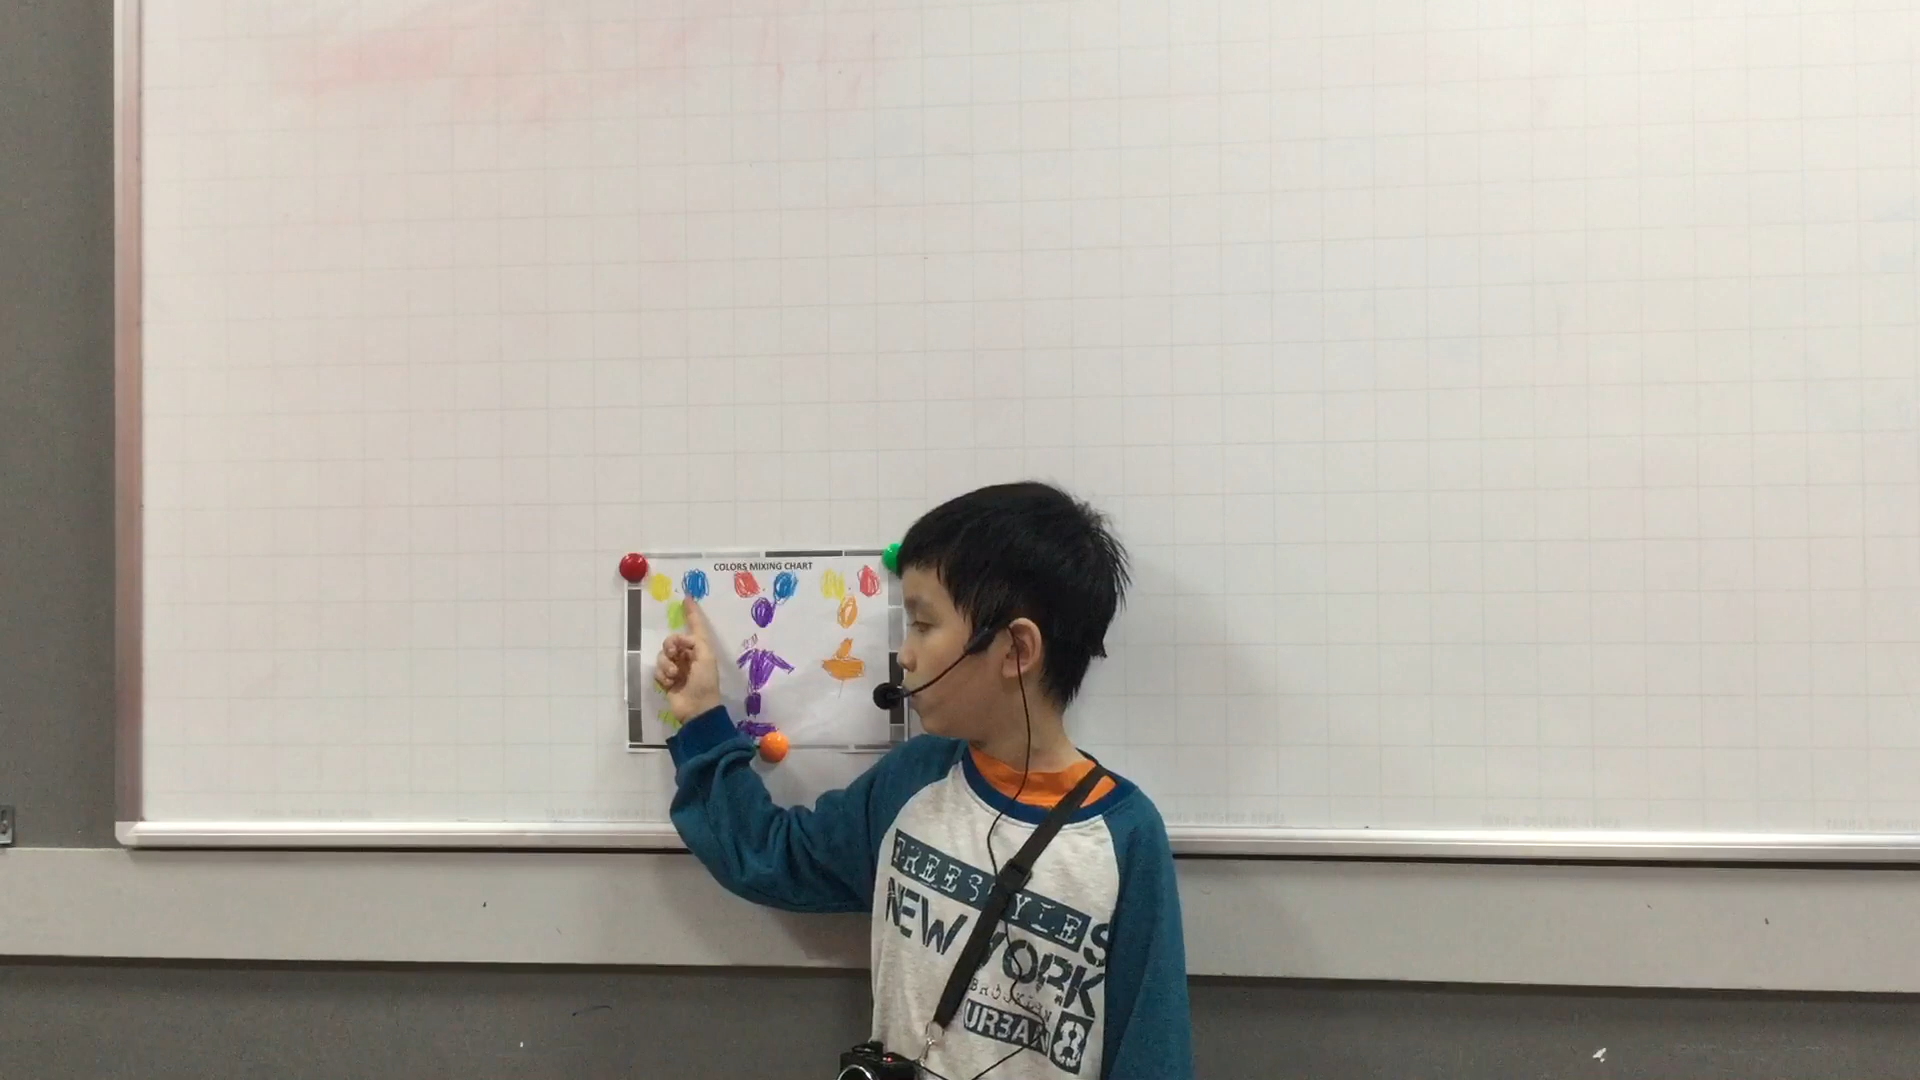 COLORS MIXING CHART
FREESTYLES
NEW YORK
BROOKLYN
URBAN 8